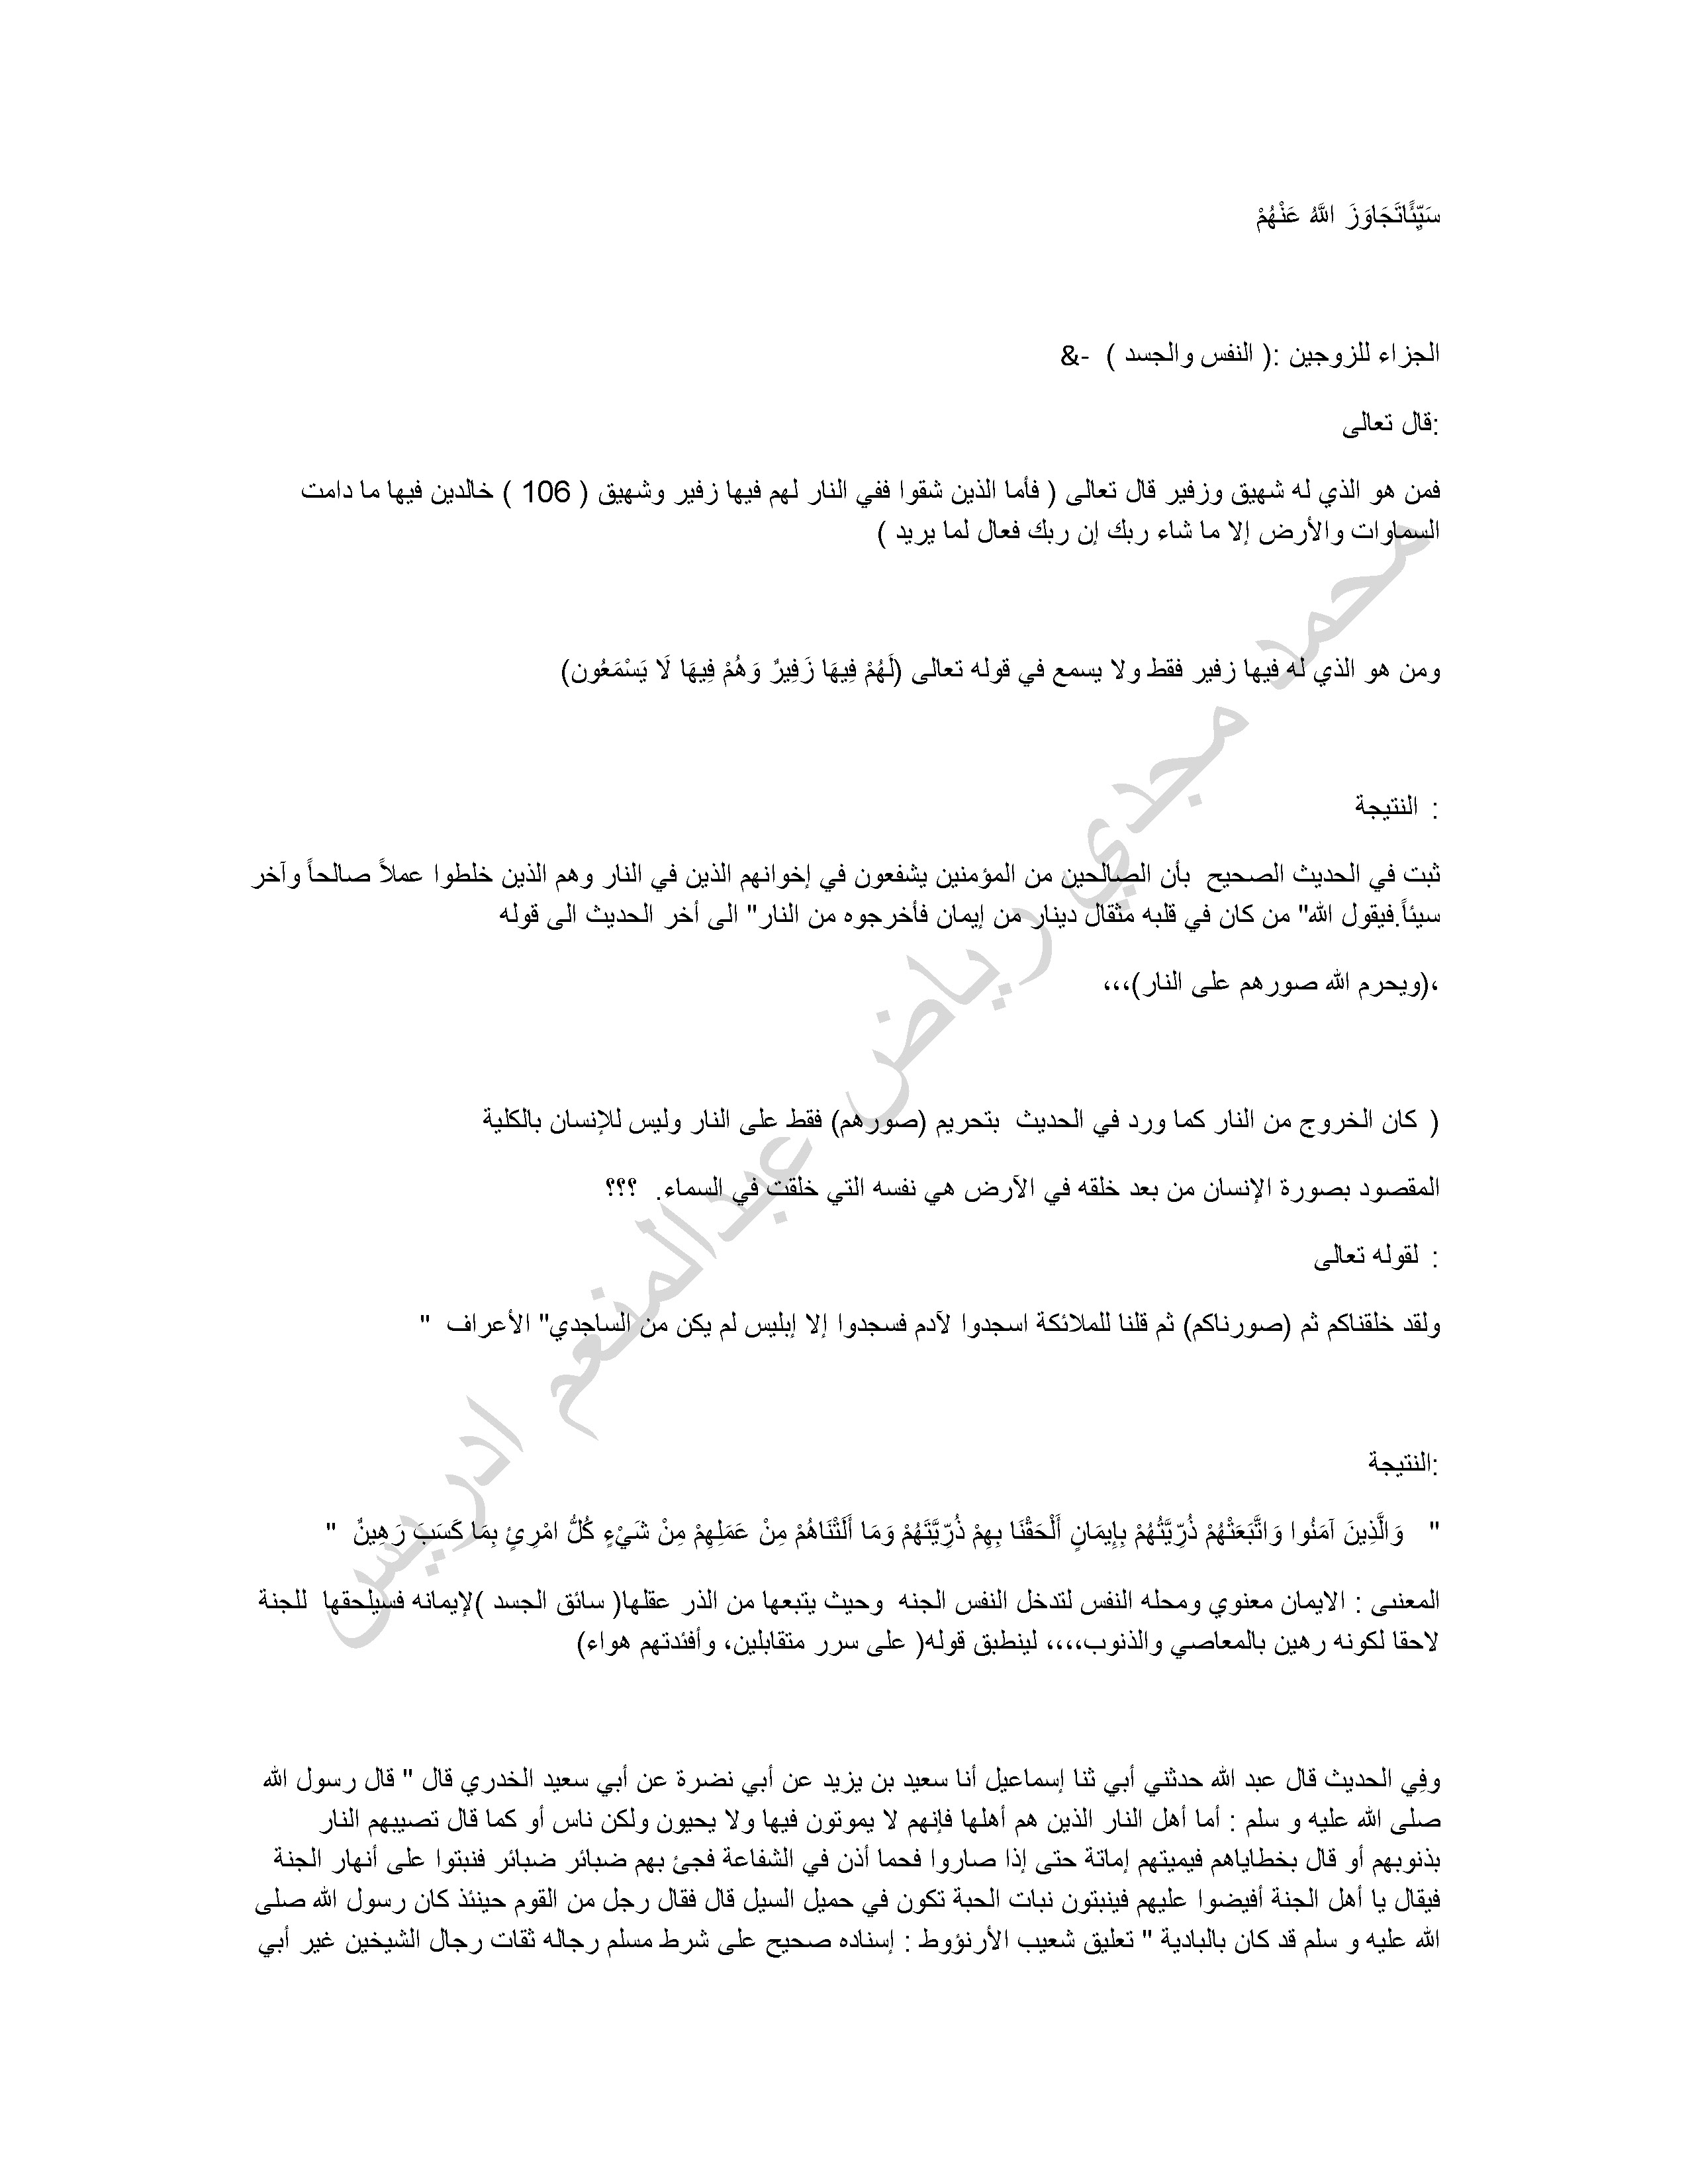 سَيِّئًاتَجَاوَزَ اللَّهُ عَنْهُمْ
الجزاء للزوجين :( النفس والجسد )  -&
:قال تعالى
فمن هو الذي له شهيق وزفير قال تعالى ( فأما الذين شقوا ففي النار لهم فيها زفير وشهيق ( 106 ) خالدين فيها ما دامت
السماوات والأرض إلا ما شاء ربك إن ربك فعال لما يريد )
ومن هو الذي له فيها زفير فقط ولا يسمع في قوله تعالى (لَهُمْ فِيهَا زَفِيرٌ وَهُمْ فِيهَا لَا يَسْمَعُون)
: النتيجة
ثبت في الحديث الصحيح  بأن الصالحين من المؤمنين يشفعون في إخوانهم الذين في النار وهم الذين خلطوا عملاً صالحاً وآخر
سيئاً.فيقول الله" من كان في قلبه مثقال دينار من إيمان فأخرجوه من النار" الى أخر الحديث الى قوله
،(ويحرم الله صورهم على النار)،،،
( كان الخروج من النار كما ورد في الحديث  بتحريم (صورهم) فقط على النار وليس للإنسان بالكلية
المقصود بصورة الإنسان من بعد خلقه في الآرض هي نفسه التي خلقت في السماء.  ؟؟؟
: لقوله تعالى
ولقد خلقناكم ثم (صورناكم) ثم قلنا للملائكة اسجدوا لآدم فسجدوا إلا إبليس لم يكن من الساجدي" الأعراف  "
:النتيجة
"  وَالَّذِينَ آمَنُوا وَاتَّبَعَتْهُمْ ذُرِّيَّتُهُمْ بِإِيمَانٍ أَلْحَقْنَا بِهِمْ ذُرِّيَّتَهُمْ وَمَا أَلَتْنَاهُمْ مِنْ عَمَلِهِمْ مِنْ شَيْءٍ كُلُّ امْرِئٍ بِمَا كَسَبَ رَهِينٌ  "
المعننى : الايمان معنوي ومحله النفس لتدخل النفس الجنه  وحيث يتبعها من الذر عقلها( سائق الجسد )لإيمانه فسيلحقها  للجنة
لاحقا لكونه رهين بالمعاصي والذنوب،،،، لينطبق قوله( على سرر متقابلين، وأفئدتهم هواء)
وفِي الحديث قال عبد الله حدثني أبي ثنا إسماعيل أنا سعيد بن يزيد عن أبي نضرة عن أبي سعيد الخدري قال " قال رسول الله
صلى الله عليه و سلم : أما أهل النار الذين هم أهلها فإنهم لا يموتون فيها ولا يحيون ولكن ناس أو كما قال تصيبهم النار
بذنوبهم أو قال بخطاياهم فيميتهم إماتة حتى إذا صاروا فحما أذن في الشفاعة فجئ بهم ضبائر ضبائر فنبتوا على أنهار الجنة
فيقال يا أهل الجنة أفيضوا عليهم فينبتون نبات الحبة تكون في حميل السيل قال فقال رجل من القوم حينئذ كان رسول الله صلى
الله عليه و سلم قد كان بالبادية " تعليق شعيب الأرنؤوط : إسناده صحيح على شرط مسلم رجاله ثقات رجال الشيخين غير أبي
محمد مجدي رياض عبدالمنعم ادريس